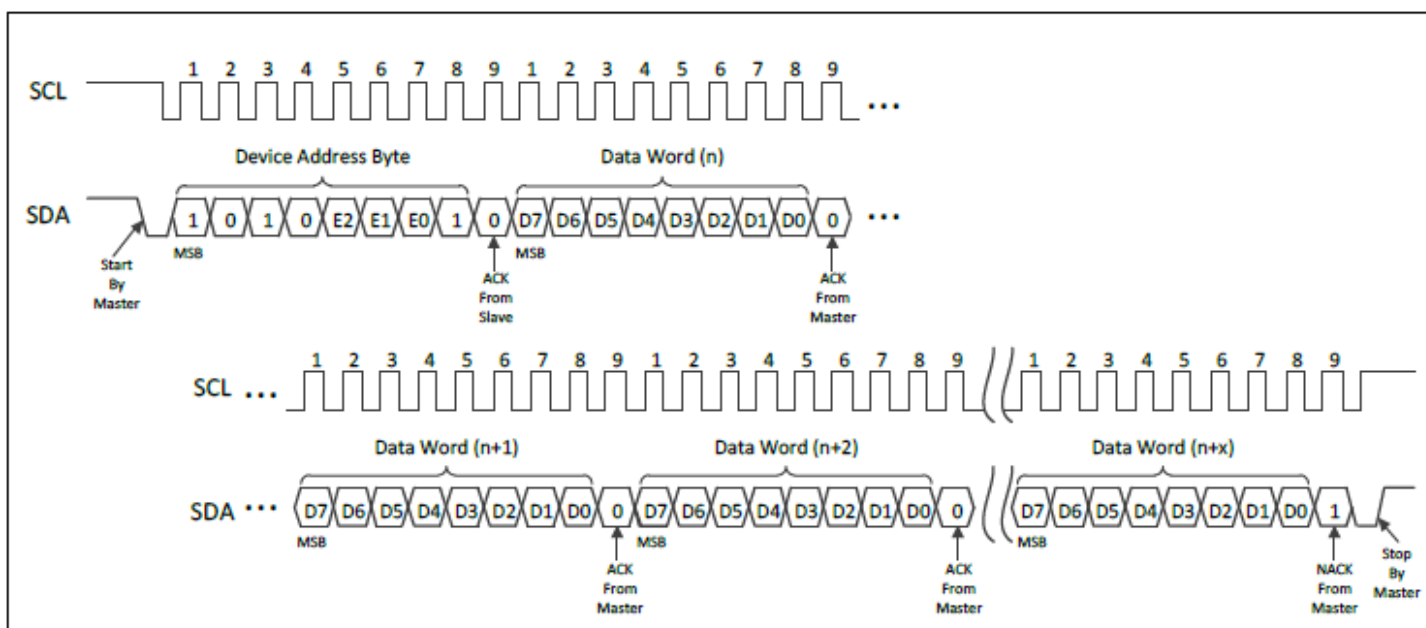 1 2 3 4 5 6 7 8 9 1 2 3 4 5 6 7 8 9
SCL ...
Device Address Byte Data Word (n)
SDA 1 0 1 0 E2 E1 E0 1 0 D7 D6 D5 D4 D3 D2 D1 D0 0 ...
MSB MSB
Start By Master
ACK From Slave
ACK From Master
1 2 3 4 5 6 7 8 9 1 2 3 4 5 6 7 8 9 1 2 3 4 5 6 7 8 9
SCL ...
Data Word (n+1) Data Word (n+2) Data Word (n+x)
SDA ... D7 D6 D5 D4 D3 D2 D1 D0 0 D7 D6 D5 D4 D3 D2 D1 D0 0 D7 D6 D5 D4 D3 D2 D1 D0 1
MSB MSB MSB
ACK From Master
ACK From Master
NACK From Master
Stop By Master